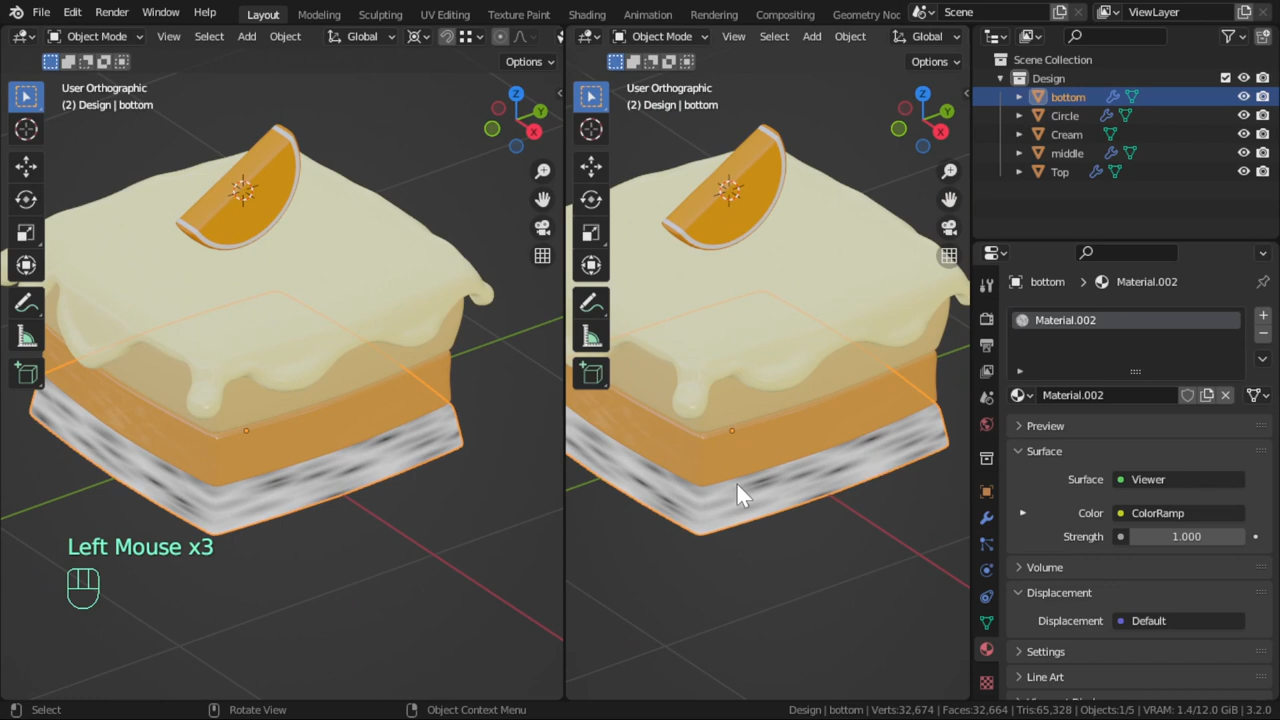 File Edit Render Window Help Layout Modeling Sculpting UV Editing Texture Paint Shading Animation Rendering Compositing Geometry Noc Scene ViewLayer
Object Mode View Select Add Object Global Object Mode View Select Add Object Global
Options Options
User Orthographic
(2) Design | bottom
User Orthographic
(2) Design | bottom
Z
Y
X
Z
Y
X
Left Mouse x3
Scene Collection
Design
bottom
Circle
Cream
middle
Top
bottom Material.002
Material.002
Material.002
Preview
Surface
Surface Viewer
Color ColorRamp
Strength 1.000
Volume
Displacement
Displacement Default
Settings
Line Art
Select Rotate View Object Context Menu Design | bottom | Verts:32,674 | Faces:32,664 | Tris:65,328 | Objects:1/5 | VRAM: 1.4/12.0 GiB | 3.2.0